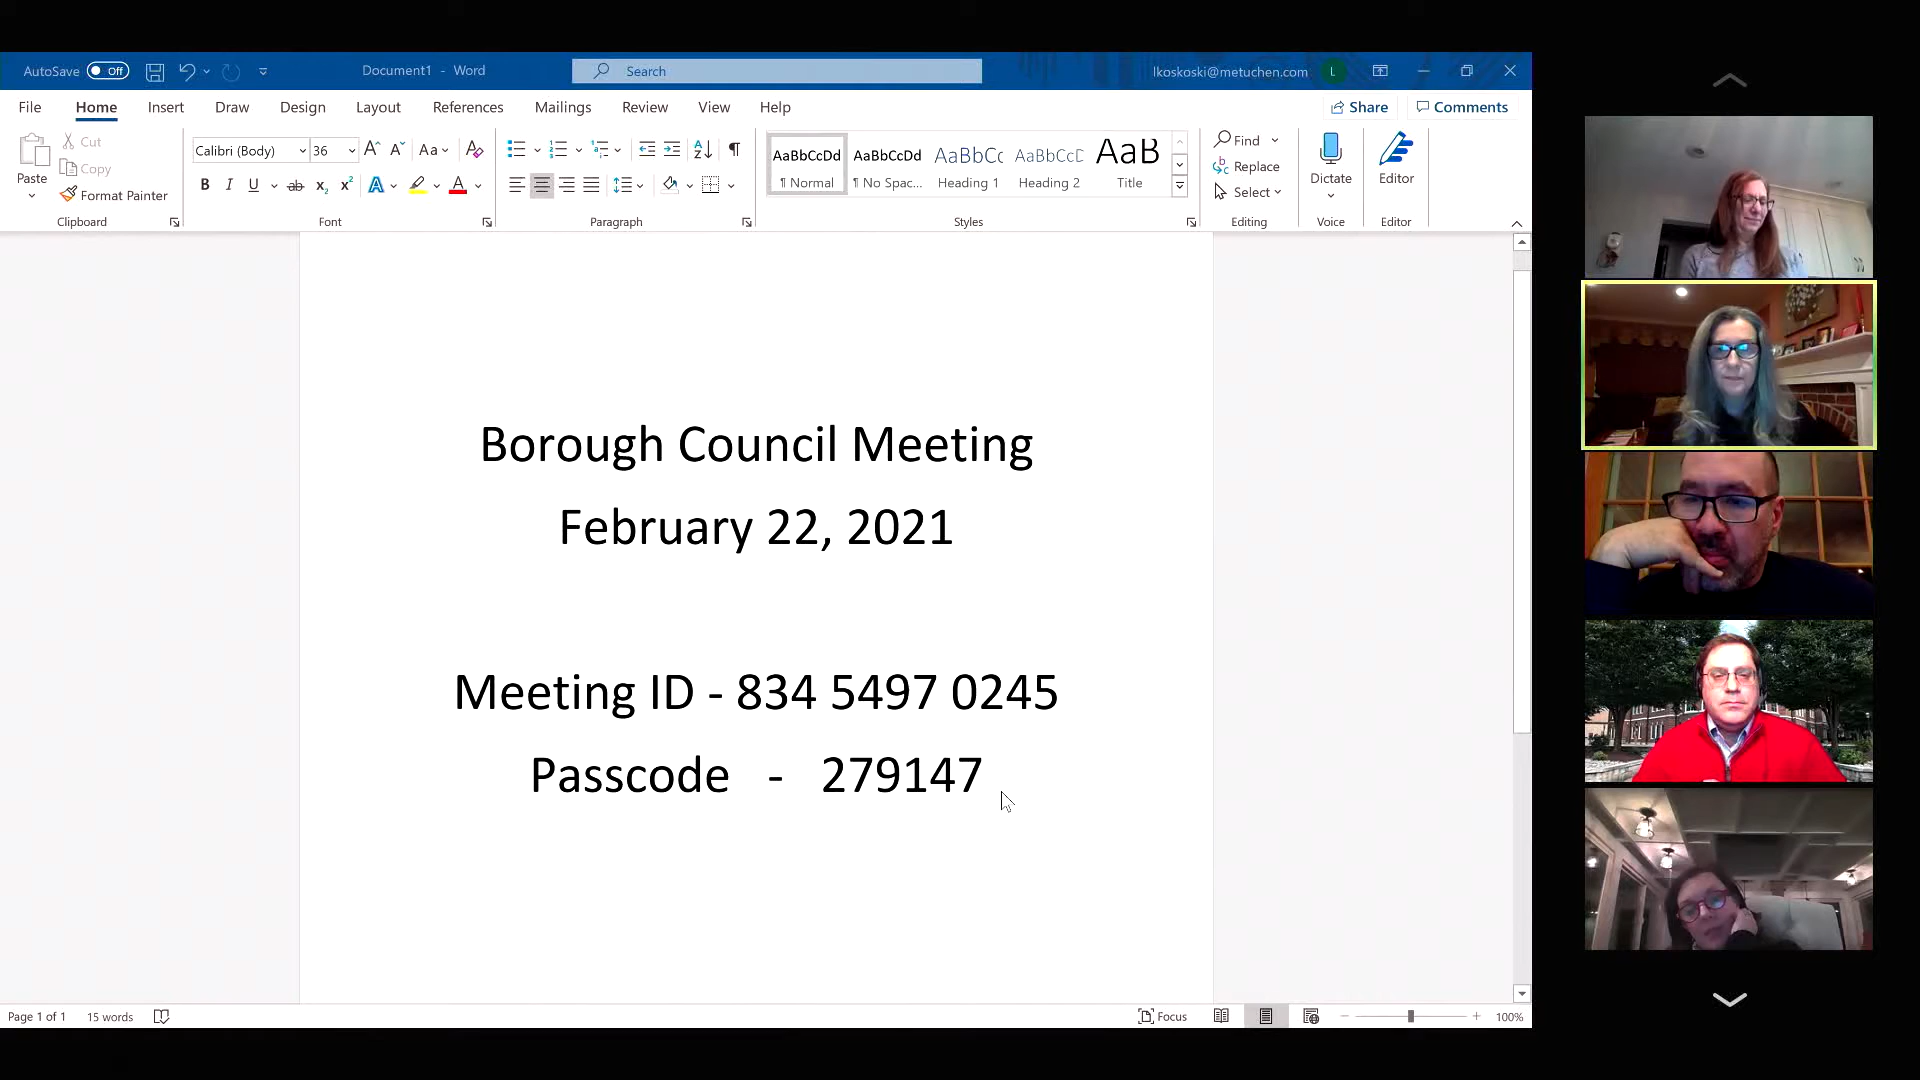 AutoSave Off Document1 - Word Search lkoskoski@metuchen.com L
File Home Insert Draw Design Layout References Mailings Review View Help Share Comments
Paste Cut Copy Format Painter Clipboard
Calibri (Body) 36 Aa Font
Paragraph
AaBbCcDd AaBbCcDd AaBbCc AaBbCcD AaB
¶ Normal ¶ No Spac... Heading 1 Heading 2 Title
Styles
Find Replace Select Editing
Dictate Voice
Editor Editor
Borough Council Meeting
February 22, 2021
Meeting ID - 834 5497 0245
Passcode - 279147
Page 1 of 1 15 words Focus 100%